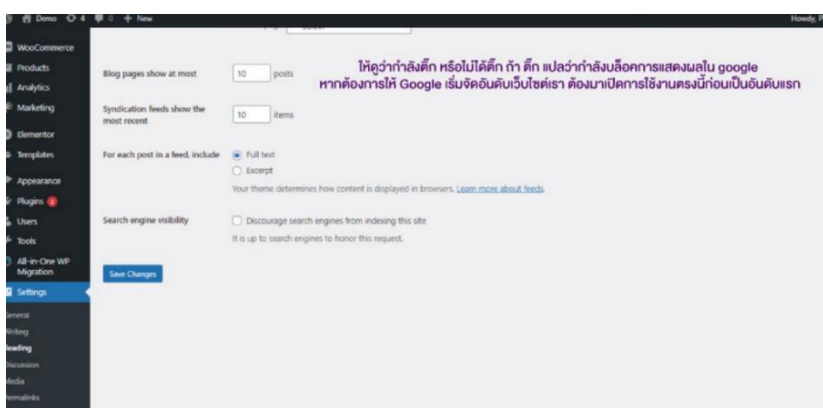 Demo 4 0 + New Howdy,
WooCommerce
Products
Analytics
Marketing
Elementor
Templates
Appearance
Plugins
Users
Tools
All-in-One WP
Migration
Settings
General
Writing
Reading
Discussion
Media
Permalinks
ให้ดูว่ากำลังติ๊ก หรือไม่ได้ติ๊ก ถ้า ติ๊ก แปลว่ากำลังบล็อคการแสดงผลใน google
หากต้องการให้ Google เริ่มจัดอันดับเว็บไซต์เรา ต้องมาเปิดการใช้งานตรงนี้ก่อนเป็นอันดับแรก
Blog pages show at most 10 posts
Syndication feeds show the
most recent
10 items
For each post in a feed, include Full text
Excerpt
Your theme determines how content is displayed in browsers. Learn more about feeds.
Search engine visibility Discourage search engines from indexing this site
It is up to search engines to honor this request.
Save Changes